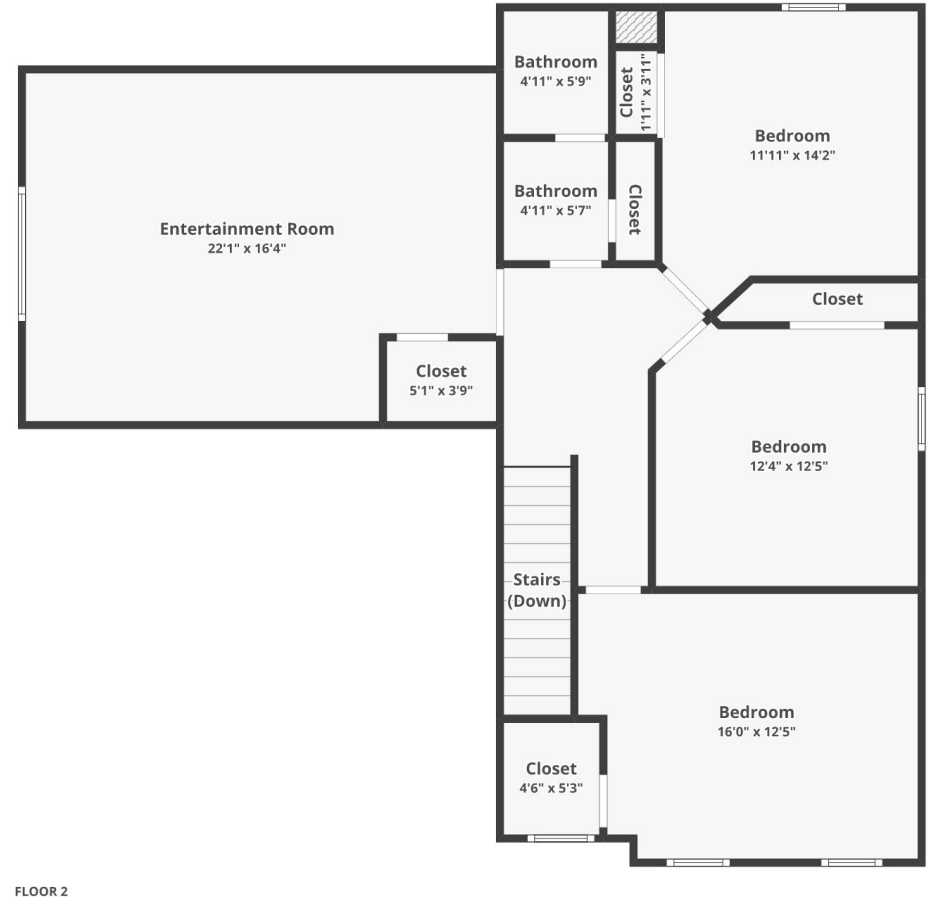 Bathroom
4'11" x 5'9"
Closet
1'11" x 3'11"
Bedroom
11'11" x 14'2"
Bathroom
4'11" x 5'7"
Closet
Entertainment Room
22'1" x 16'4"
Closet
Closet
5'1" x 3'9"
Bedroom
12'4" x 12'5"
Stairs
(Down)
Bedroom
16'0" x 12'5"
Closet
4'6" x 5'3"
FLOOR 2